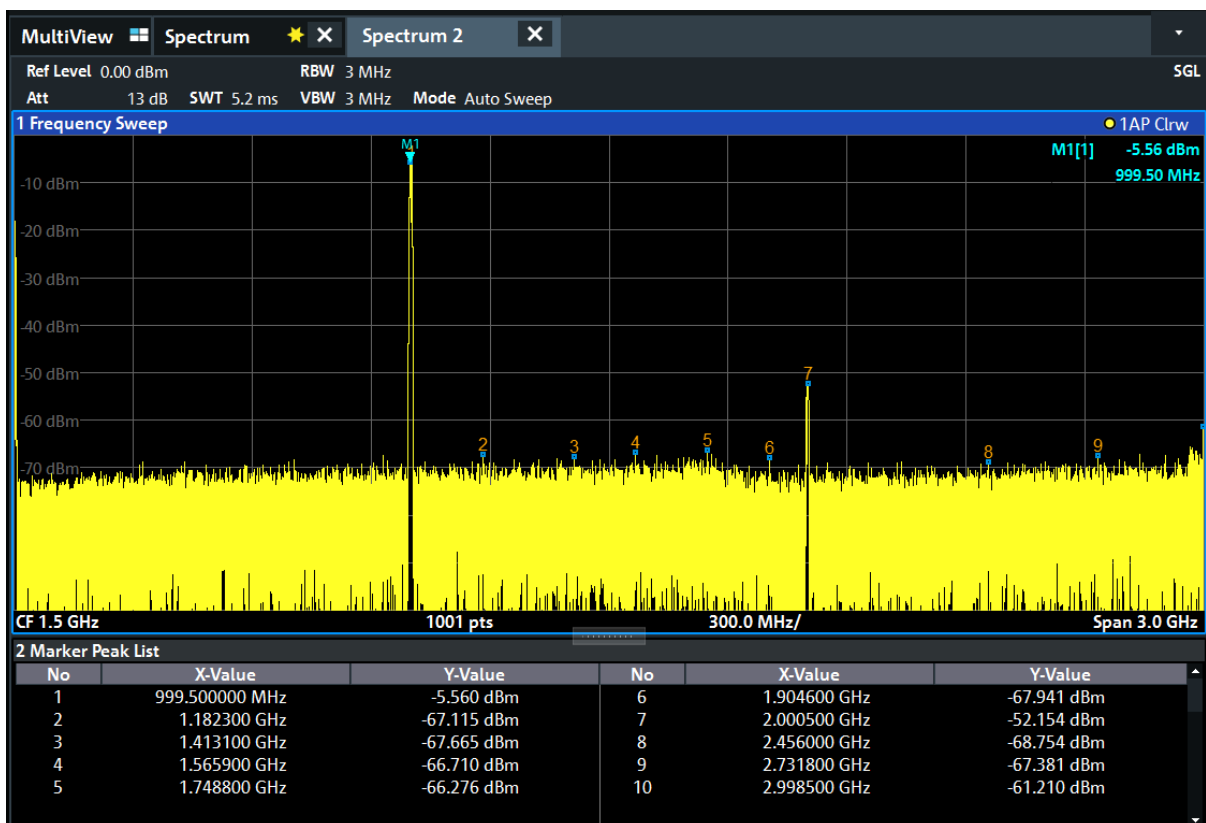 MultiView Spectrum Spectrum 2
Ref Level 0.00 dBm RBW 3 MHz SGL
Att 13 dB SWT 5.2 ms VBW 3 MHz Mode Auto Sweep
1 Frequency Sweep 1AP Clrw
M1 M1[1] -5.56 dBm
999.50 MHz
-10 dBm
-20 dBm
-30 dBm
-40 dBm
-50 dBm
7
-60 dBm
2 3 4 5 6 8 9
-70 dBm
CF 1.5 GHz 1001 pts 300.0 MHz/ Span 3.0 GHz
2 Marker Peak List
No X-Value Y-Value No X-Value Y-Value
1 999.500000 MHz -5.560 dBm 6 1.904600 GHz -67.941 dBm
2 1.182300 GHz -67.115 dBm 7 2.000500 GHz -52.154 dBm
3 1.413100 GHz -67.665 dBm 8 2.456000 GHz -68.754 dBm
4 1.565900 GHz -66.710 dBm 9 2.731800 GHz -67.381 dBm
5 1.748800 GHz -66.276 dBm 10 2.998500 GHz -61.210 dBm